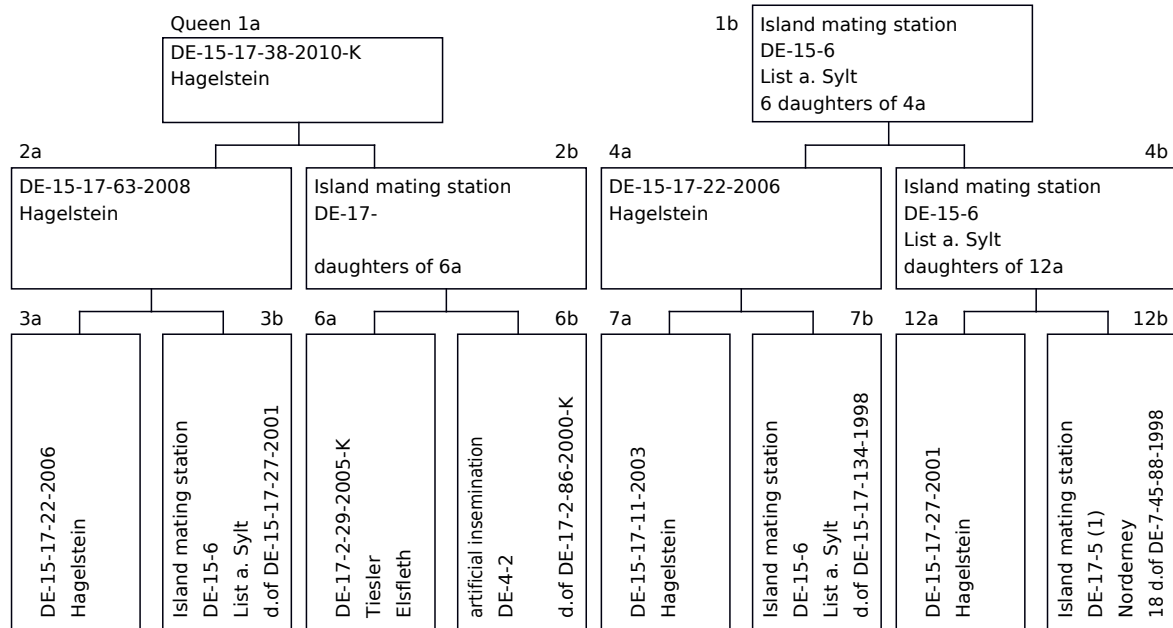 Queen 1a
DE-15-17-38-2010-K
Hagelstein
1b
Island mating station
DE-15-6
List a. Sylt
6 daughters of 4a
2a
DE-15-17-63-2008
Hagelstein
2b
Island mating station
DE-17-
daughters of 6a
4a
DE-15-17-22-2006
Hagelstein
4b
Island mating station
DE-15-6
List a. Sylt
daughters of 12a
3a
DE-15-17-22-2006
Hagelstein
3b
Island mating station
DE-15-6
List a. Sylt
d.of DE-15-17-27-2001
6a
DE-17-2-29-2005-K
Tiesler
Elsfleth
6b
artificial insemination
DE-4-2
d.of DE-17-2-86-2000-K
7a
DE-15-17-11-2003
Hagelstein
7b
Island mating station
DE-15-6
List a. Sylt
d.of DE-15-17-134-1998
12a
DE-15-17-27-2001
Hagelstein
12b
Island mating station
DE-17-5 (1)
Norderney
18 d.of DE-7-45-88-1998